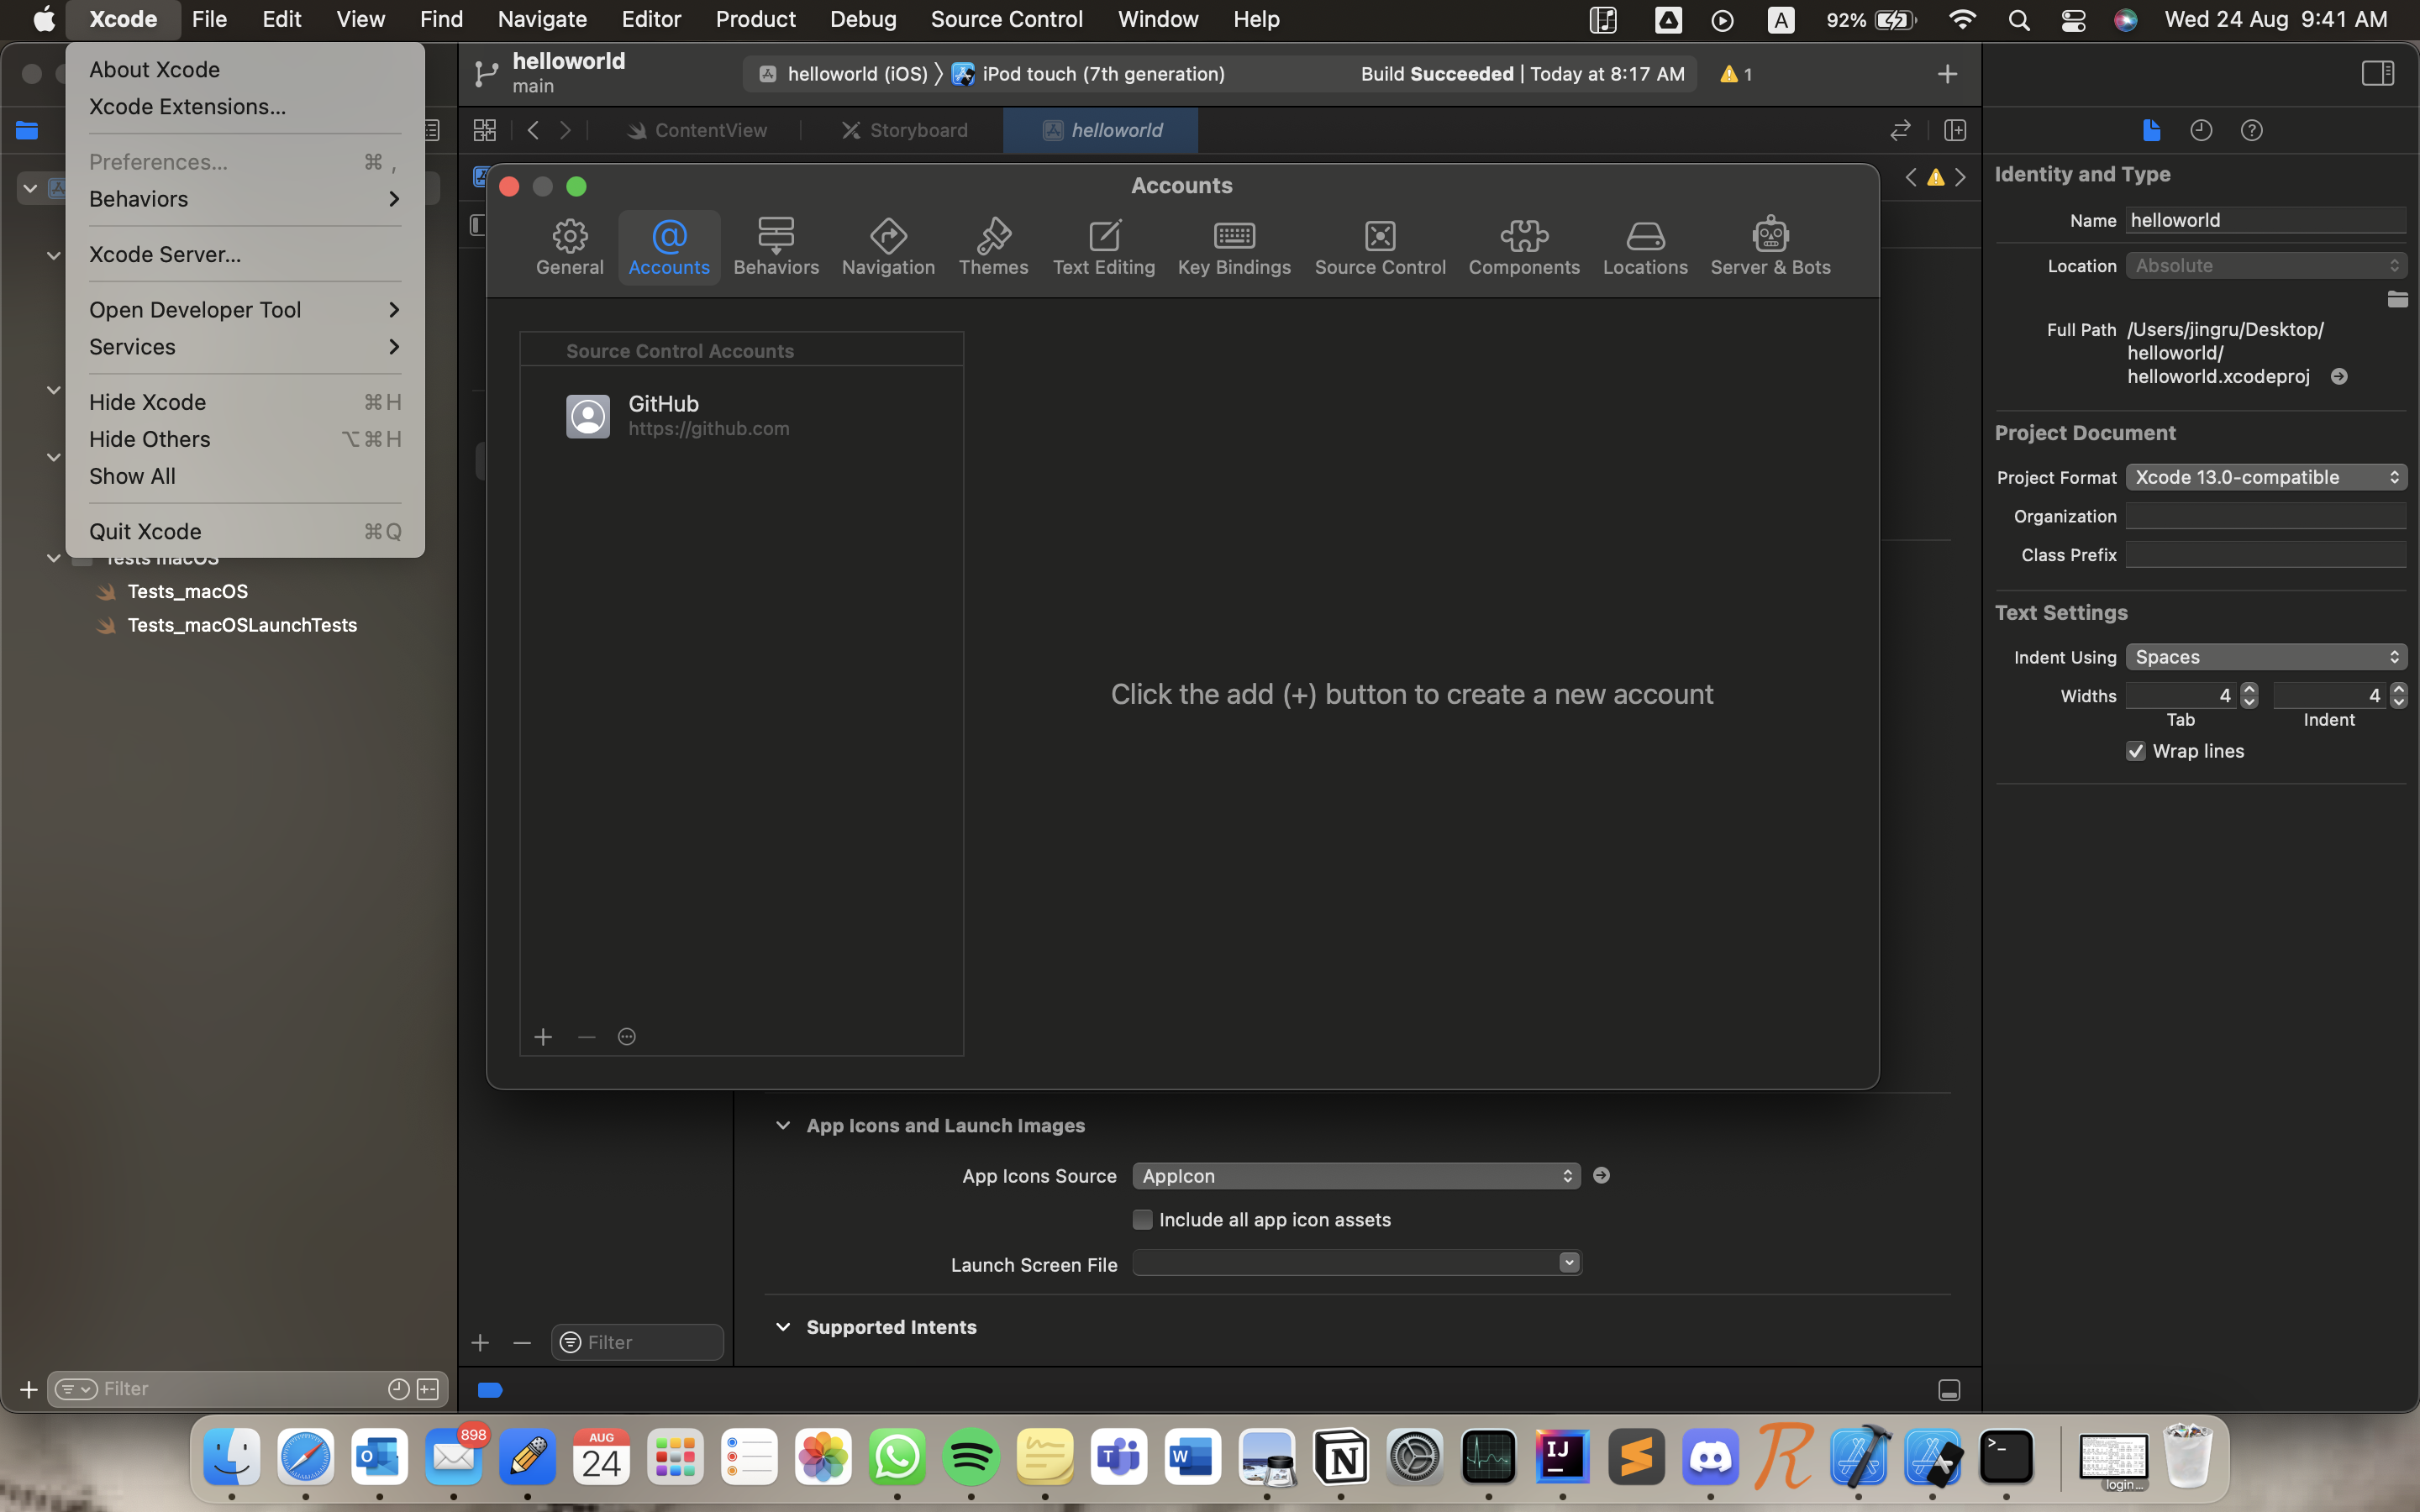 Xcode File Edit View Find Navigate Editor Product Debug Source Control Window Help
A 92% Wed 24 Aug 9:41 AM
About Xcode
Xcode Extensions...
Preferences... ⌘ ,
Behaviors
Xcode Server...
Open Developer Tool
Services
Hide Xcode ⌘H
Hide Others ⌥⌘H
Show All
Quit Xcode ⌘Q
Tests macOS
Tests_macOS
Tests_macOSLaunchTests
Filter
helloworld
main
helloworld (iOS) 〉 iPod touch (7th generation) Build Succeeded | Today at 8:17 AM 1
ContentView Storyboard helloworld
Accounts
General Accounts Behaviors Navigation Themes Text Editing Key Bindings Source Control Components Locations Server & Bots
Source Control Accounts
GitHub
https://github.com
Click the add (+) button to create a new account
App Icons and Launch Images
App Icons Source AppIcon
Include all app icon assets
Launch Screen File
Supported Intents
Filter
Identity and Type
Name helloworld
Location Absolute
Full Path /Users/jingru/Desktop/
helloworld/
helloworld.xcodeproj
Project Document
Project Format Xcode 13.0-compatible
Organization
Class Prefix
Text Settings
Indent Using Spaces
Widths 4 4
Tab Indent
Wrap lines
898
AUG
24
IJ
login...